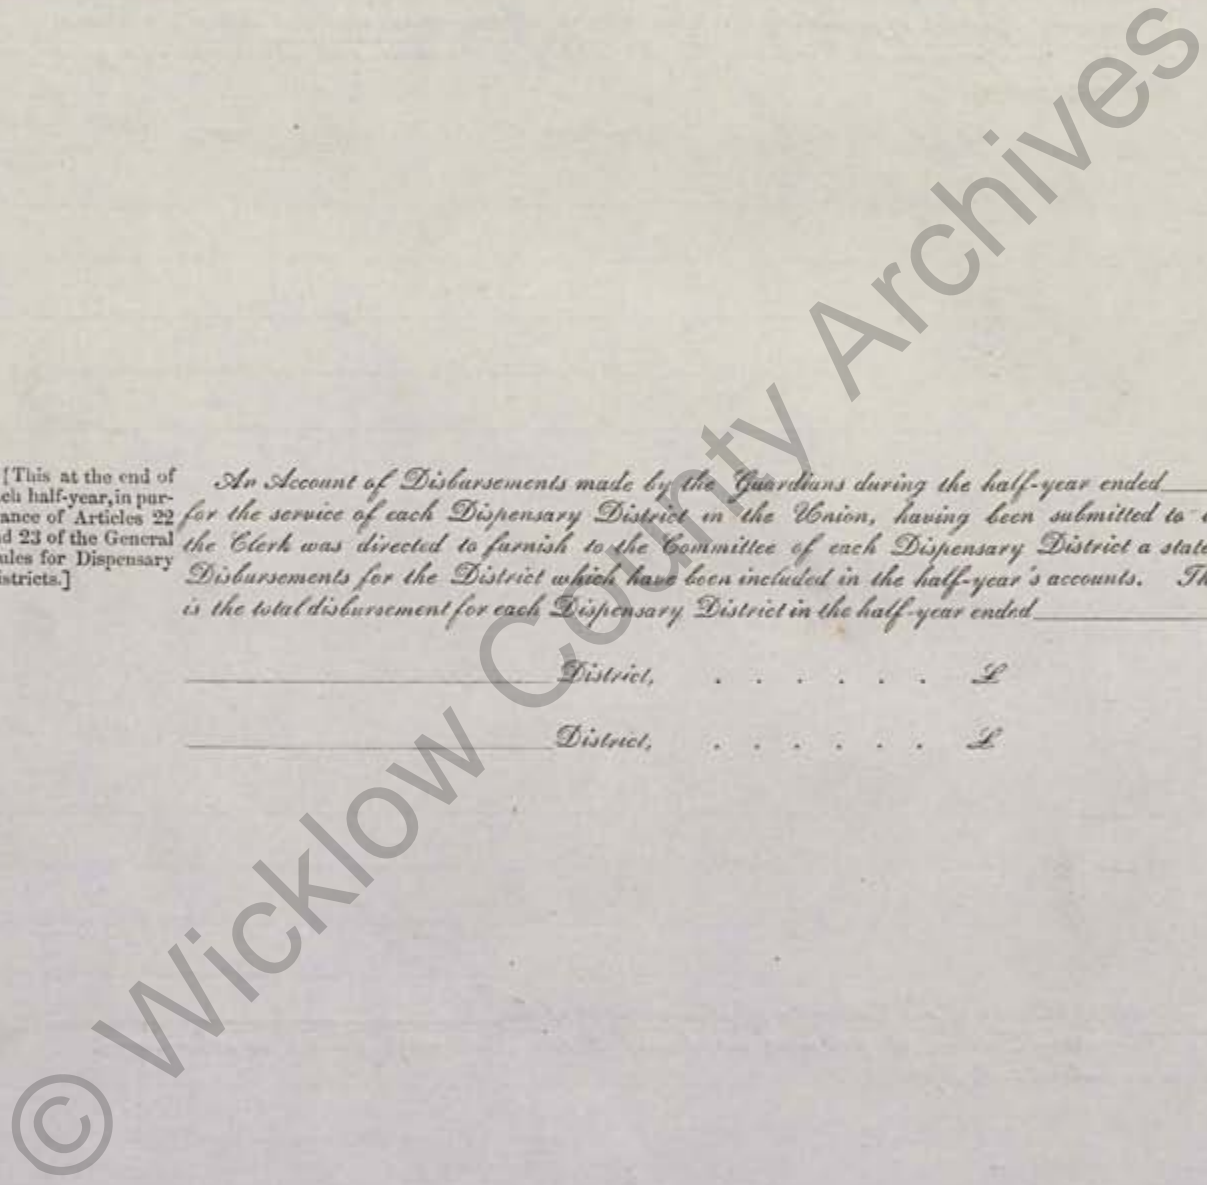 [This at the end of
ch half-year, in pur-
ance of Articles 22
d 23 of the General
ules for Dispensary
istricts.]
An Account of Disbursements made by the Guardians during the half-year ended
for the service of each Dispensary District in the Union, having been submitted to
the Clerk was directed to furnish to the Committee of each Dispensary District a state
Disbursements for the District which have been included in the half-year's accounts. Th
is the total disbursement for each Dispensary District in the half-year ended
District, . . . . . . £
District, . . . . . . £
© Wicklow County Archives